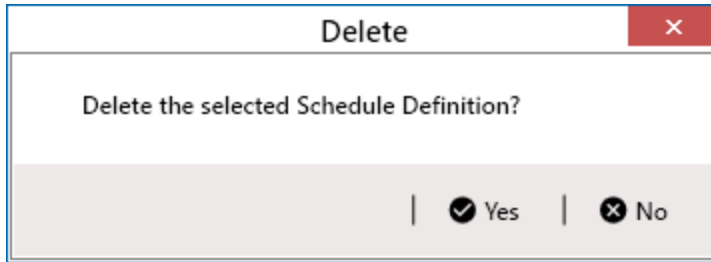 Delete
Delete the selected Schedule Definition?
Yes
No